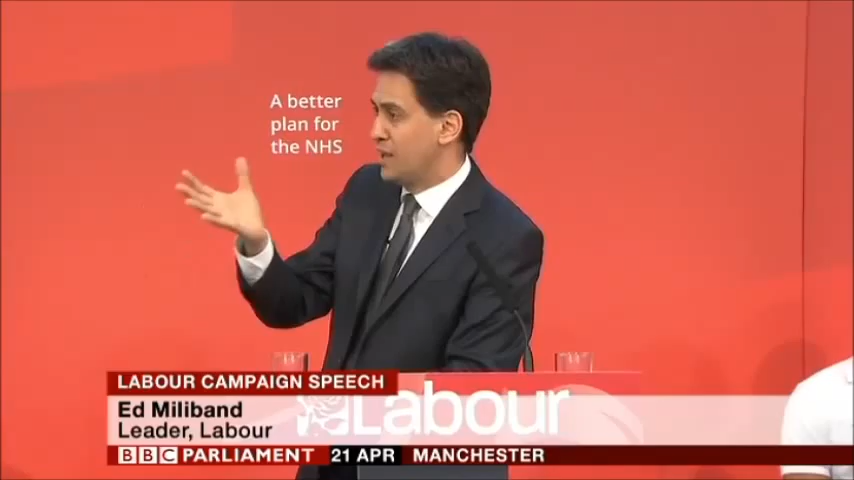 A better
plan for
the NHS
LABOUR CAMPAIGN SPEECH
Ed Miliband
Leader, Labour
Labour
BBC PARLIAMENT 21 APR MANCHESTER